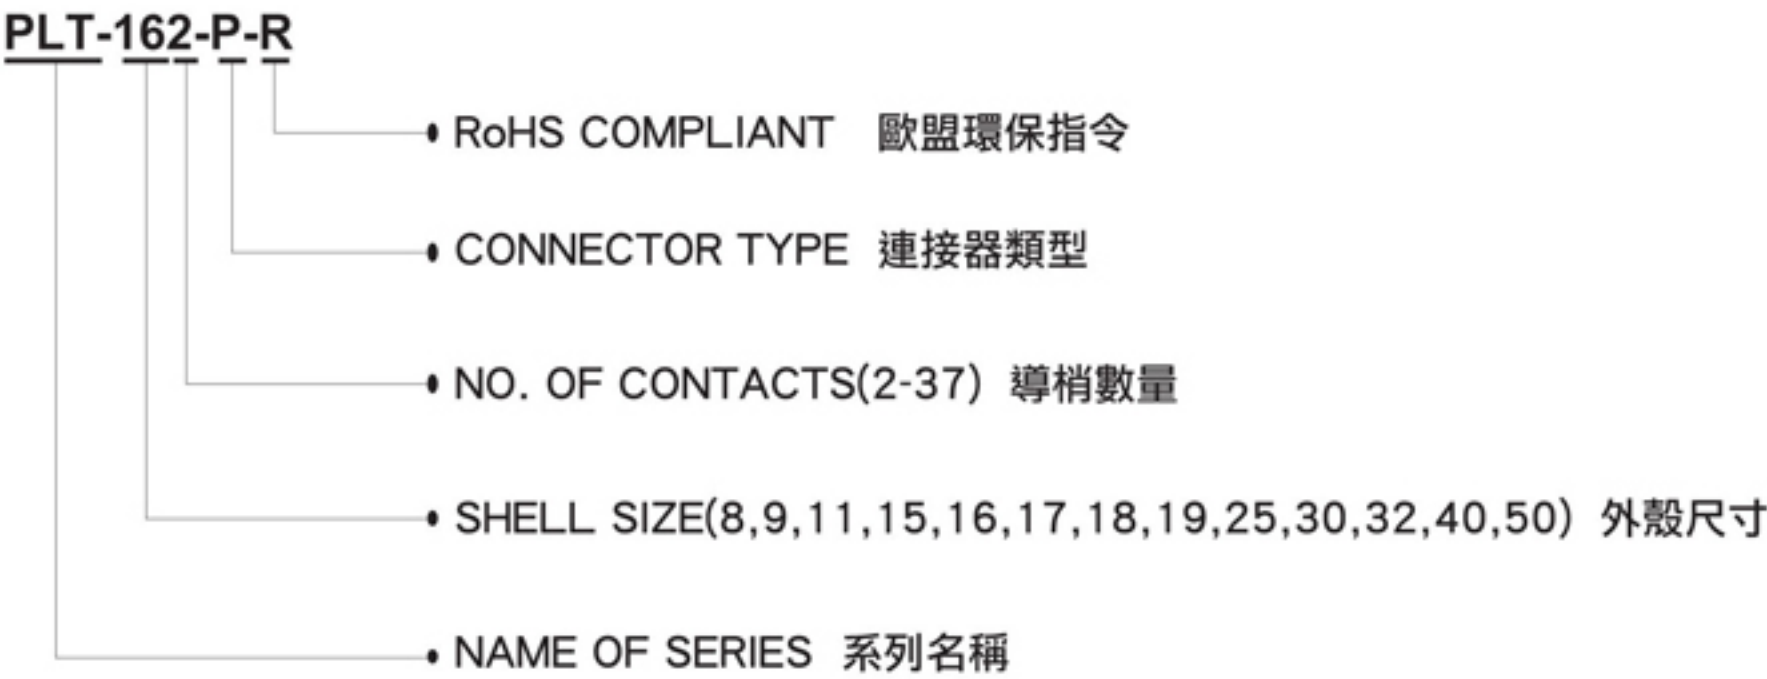 PLT-162-P-R
RoHS COMPLIANT 歐盟環保指令
CONNECTOR TYPE 連接器類型
NO. OF CONTACTS(2-37) 導梢數量
SHELL SIZE(8,9,11,15,16,17,18,19,25,30,32,40,50) 外殼尺寸
NAME OF SERIES 系列名稱